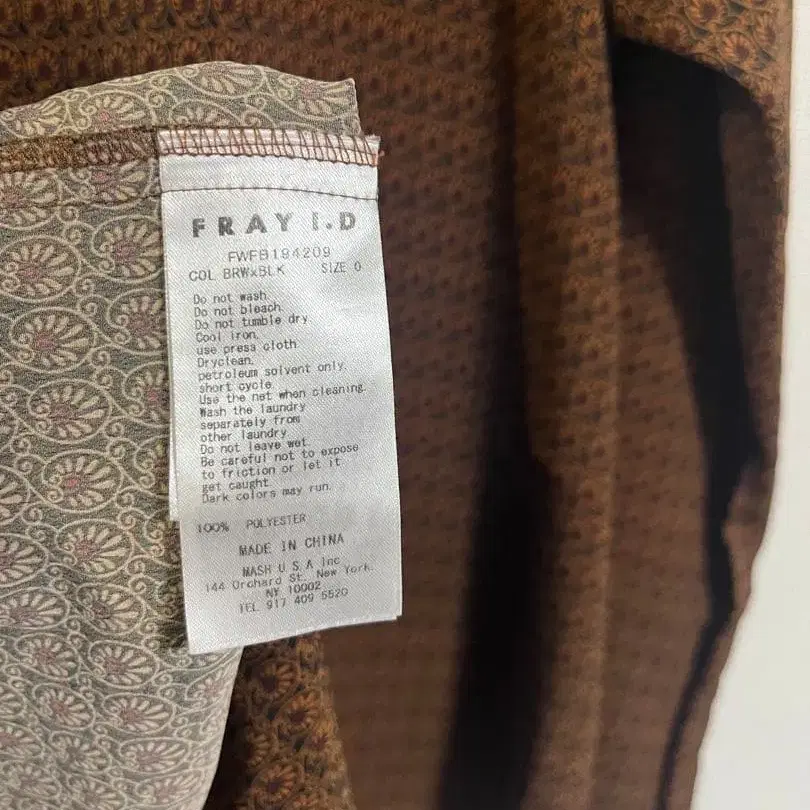 FRAY I.D
FWFB194209
COL BRW×BLK SIZE 0
Do not wash.
Do not bleach.
Do not tumble dry
Cool iron,
use press cloth.
Dryclean,
petroleum solvent only,
short cycle
Use the net when cleaning.
Wash the laundry
separately from
other laundry
Do not leave wet.
Be careful not to expose
to friction or let it
get caught.
Dark colors may run.
100% POLYESTER
MADE IN CHINA
MASH U.S.A Inc
144 Orchard St. New York.
NY 10002
TEL 917 409 5520